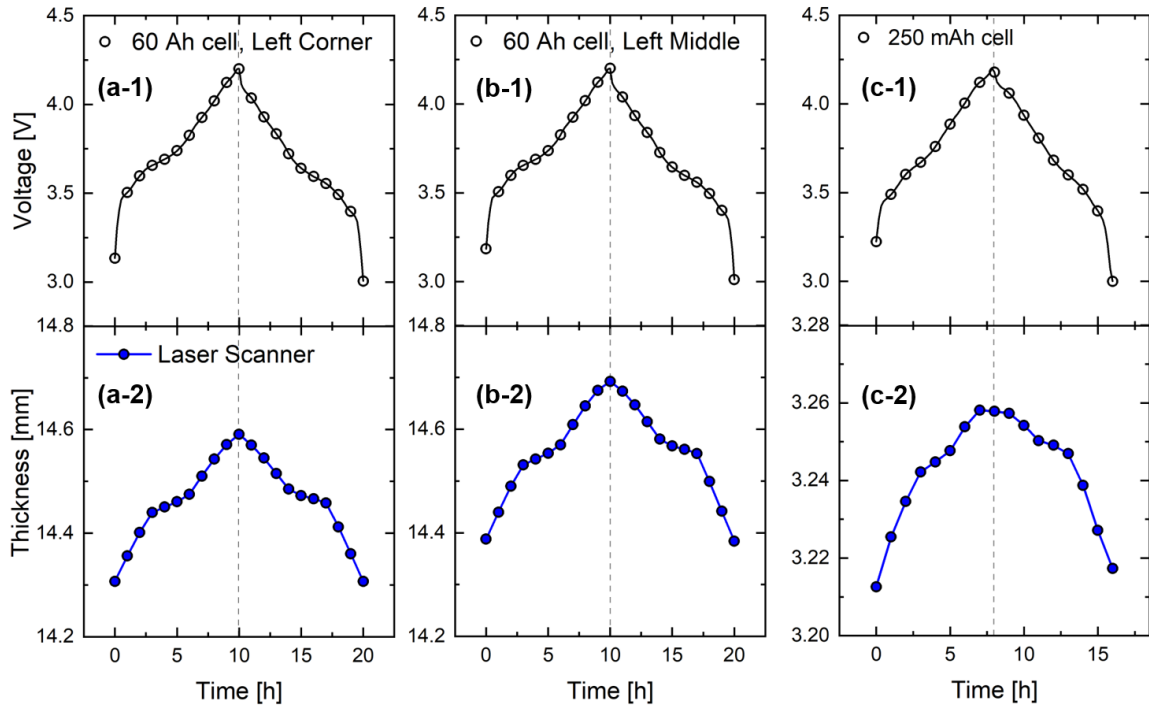 4.5
4.0
3.5
3.0
Voltage [V]
60 Ah cell, Left Corner
(a-1)
4.5
4.0
3.5
3.0
60 Ah cell, Left Middle
(b-1)
4.5
4.0
3.5
3.0
250 mAh cell
(c-1)
14.8
14.6
14.4
14.2
Thickness [mm]
Laser Scanner
(a-2)
0 5 10 15 20
Time [h]
14.8
14.6
14.4
14.2
(b-2)
0 5 10 15 20
Time [h]
3.28
3.26
3.24
3.22
3.20
(c-2)
0 5 10 15
Time [h]